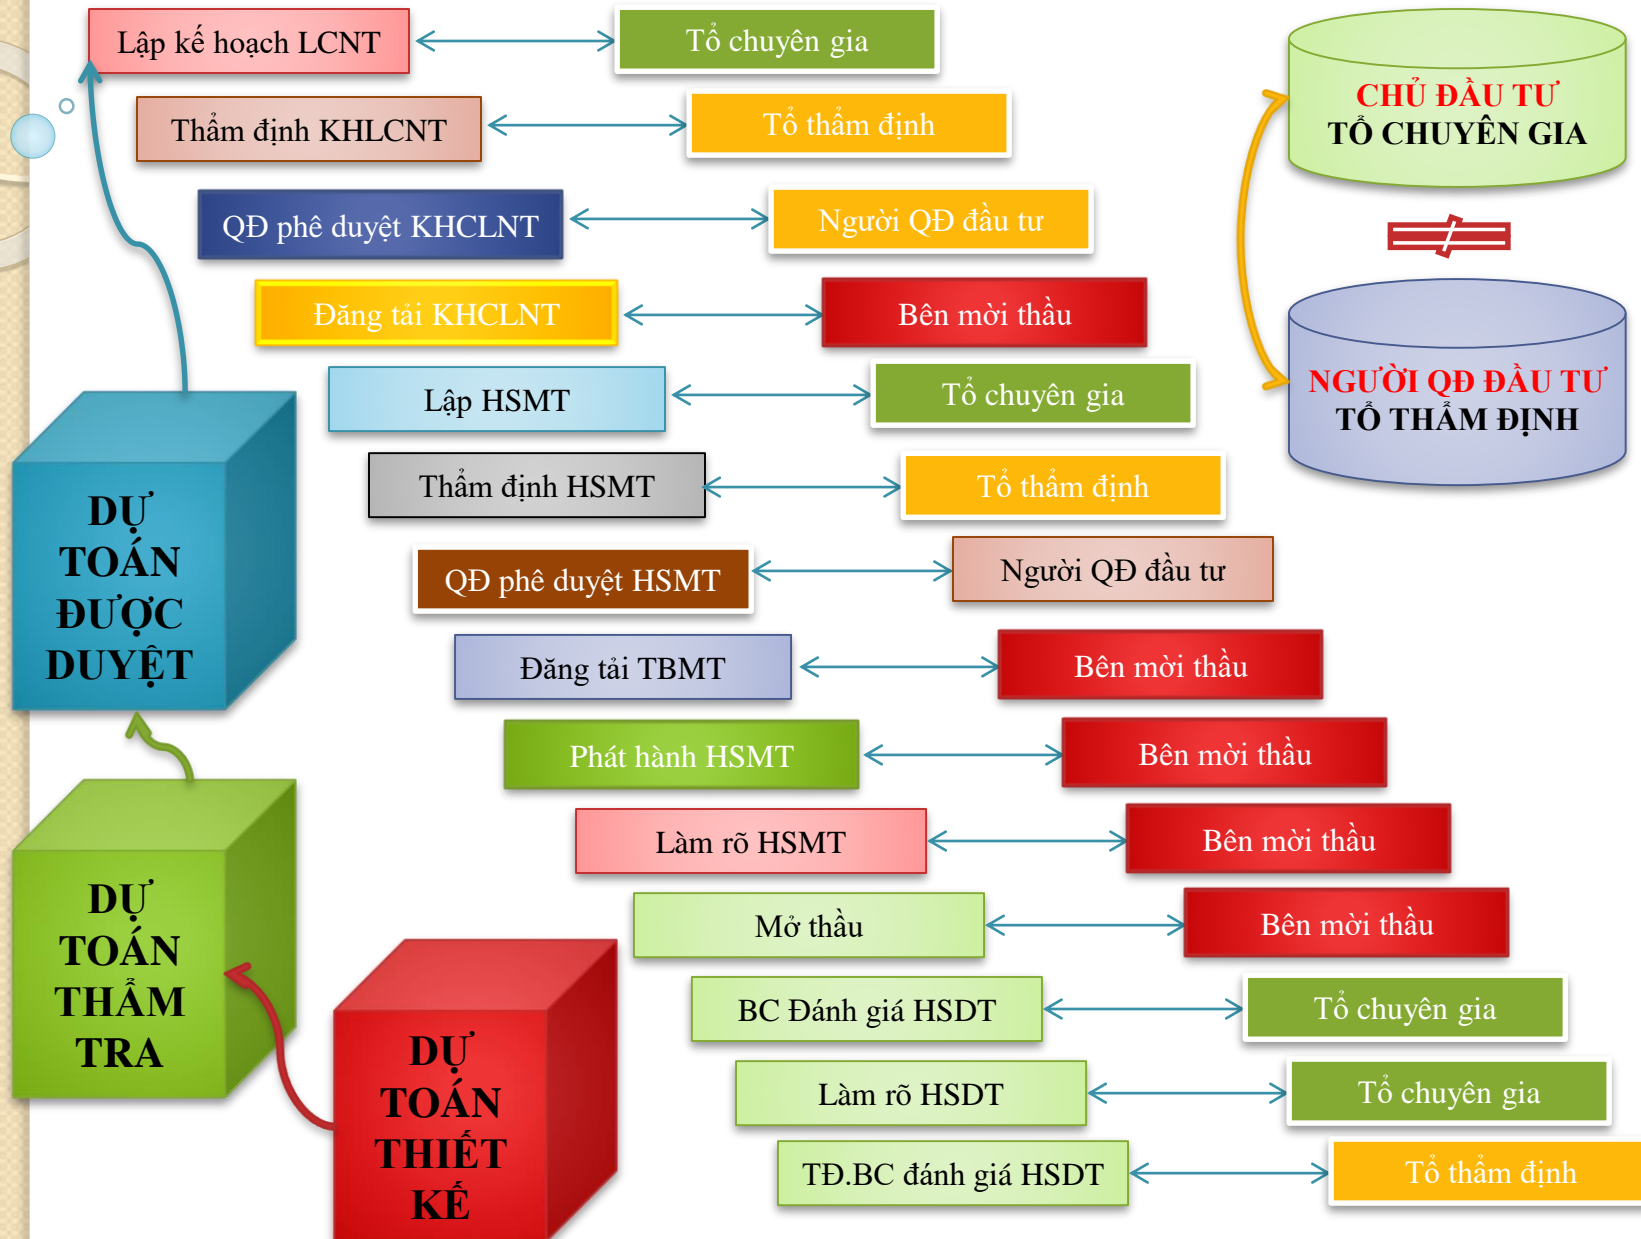 Lập kế hoạch LCNT
Tổ chuyên gia
Thẩm định KHLCNT
Tổ thẩm định
QĐ phê duyệt KHCLNT
Người QĐ đầu tư
Đăng tải KHCLNT
Bên mời thầu
Lập HSMT
Tổ chuyên gia
Thẩm định HSMT
Tổ thẩm định
QĐ phê duyệt HSMT
Người QĐ đầu tư
Đăng tải TBMT
Bên mời thầu
Phát hành HSMT
Bên mời thầu
Làm rõ HSMT
Bên mời thầu
Mở thầu
Bên mời thầu
BC Đánh giá HSDT
Tổ chuyên gia
Làm rõ HSDT
Tổ chuyên gia
TĐ.BC đánh giá HSDT
Tổ thẩm định
CHỦ ĐẦU TƯ
TỔ CHUYÊN GIA
NGƯỜI QĐ ĐẦU TƯ
TỔ THẨM ĐỊNH
DỰ
TOÁN
ĐƯỢC
DUYỆT
DỰ
TOÁN
THẨM
TRA
DỰ
TOÁN
THIẾT
KẾ